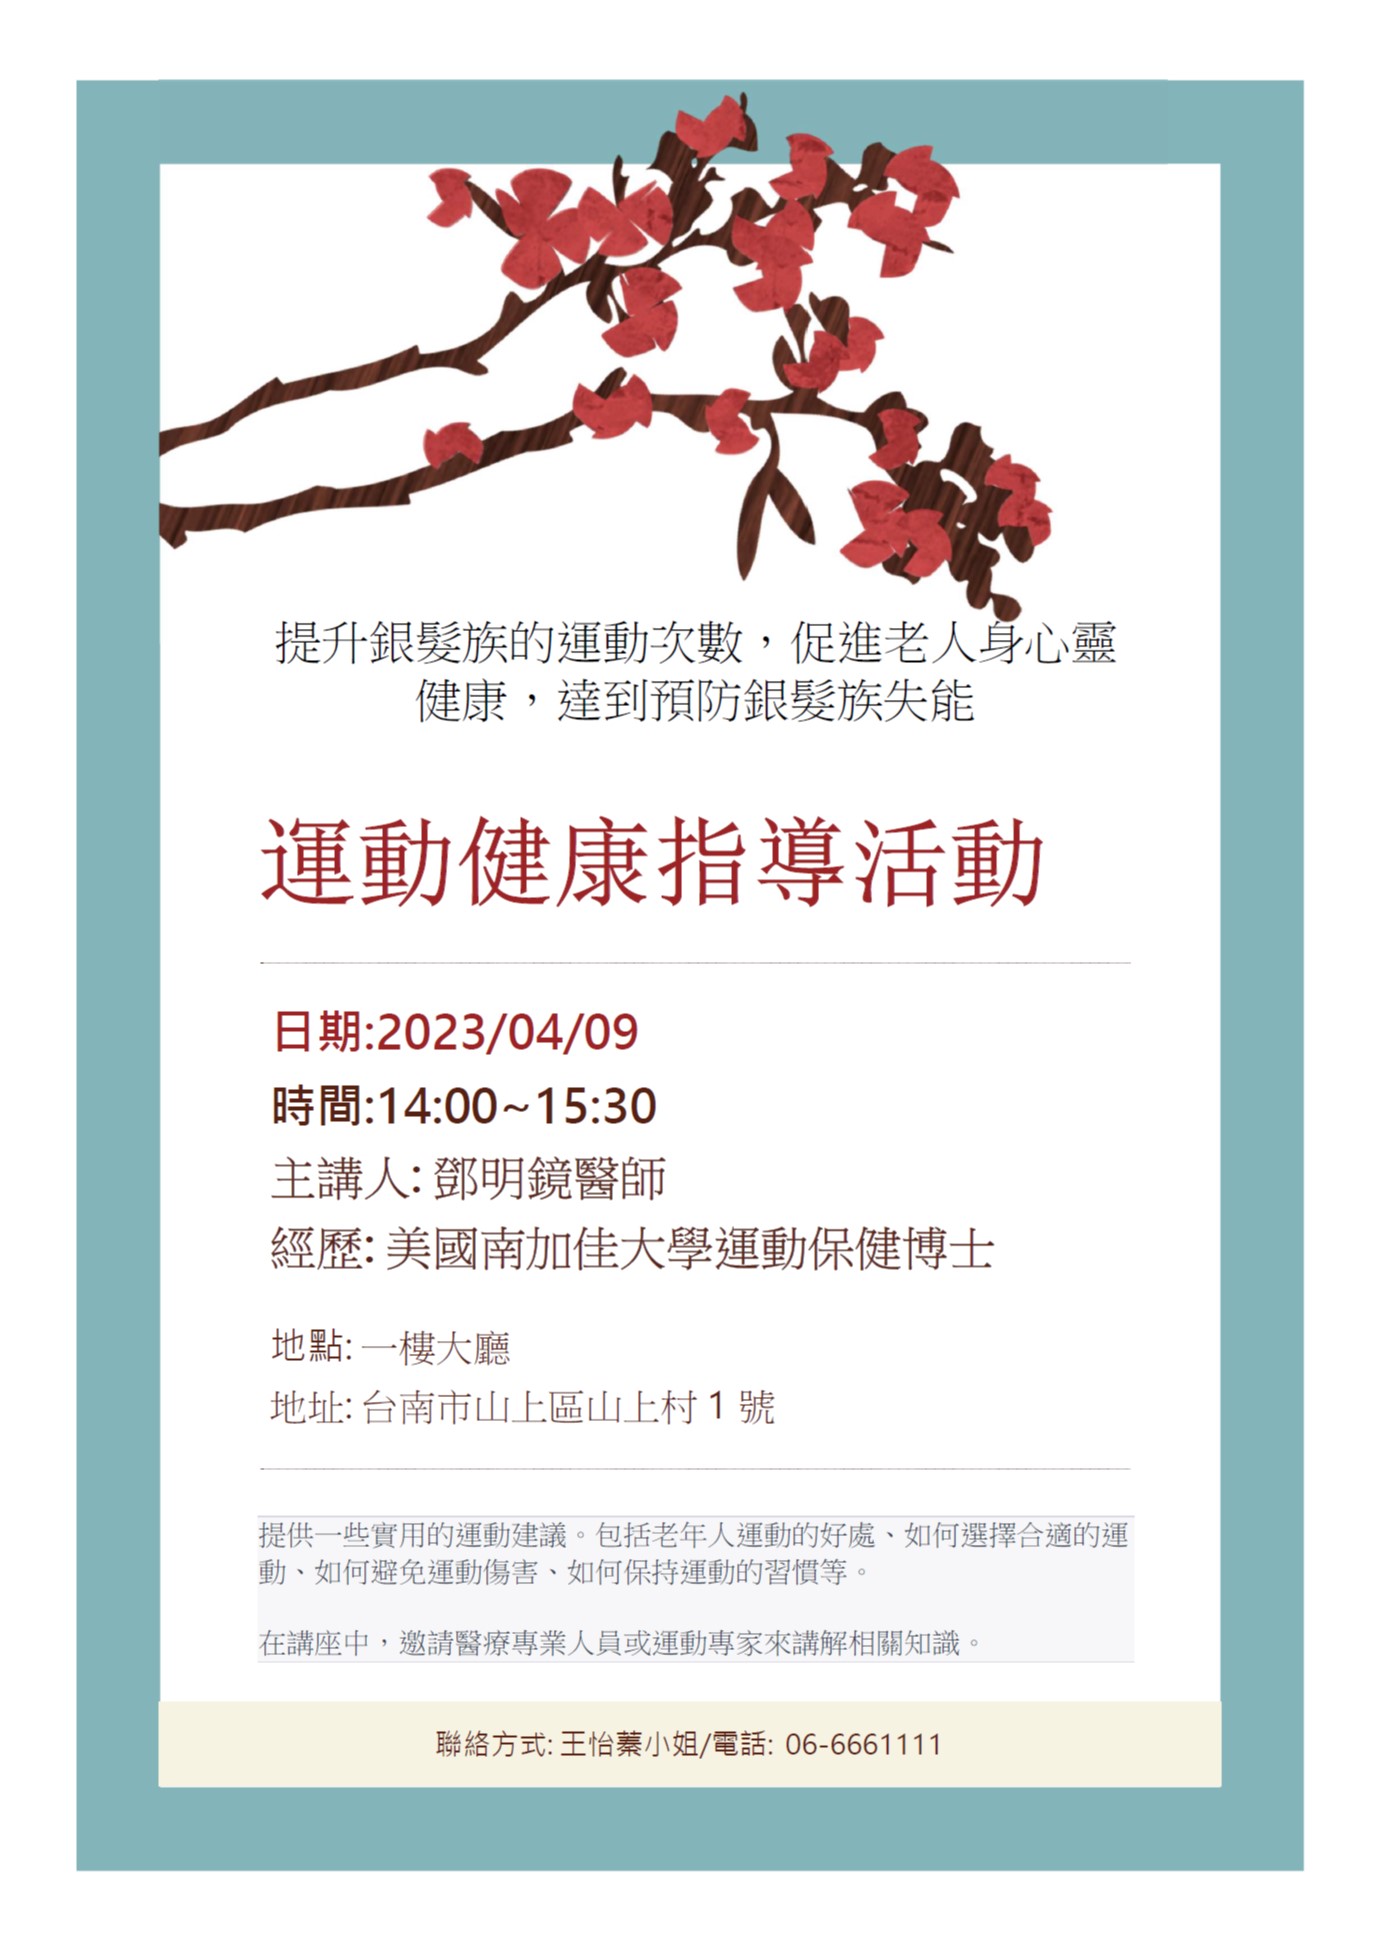 提升銀髮族的運動次數，促進老人身心靈
健康，達到預防銀髮族失能
運動健康指導活動
日期:2023/04/09
時間:14:00~15:30
主講人: 鄧明鏡醫師
經歷: 美國南加佳大學運動保健博士
地點: 一樓大廳
地址: 台南市山上區山上村 1 號
提供一些實用的運動建議。包括老年人運動的好處、如何選擇合適的運
動、如何避免運動傷害、如何保持運動的習慣等。
在講座中，邀請醫療專業人員或運動專家來講解相關知識。
聯絡方式: 王怡蓁小姐/電話: 06-6661111